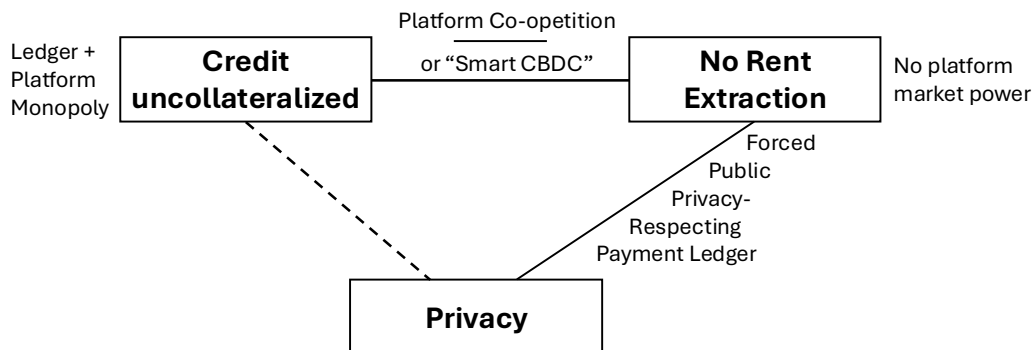 Platform Co-opetition
or “Smart CBDC”
Ledger +
Platform
Monopoly
Credit
uncollateralized
No Rent
Extraction
No platform
market power
Forced
Public
Privacy-
Respecting
Payment Ledger
Privacy